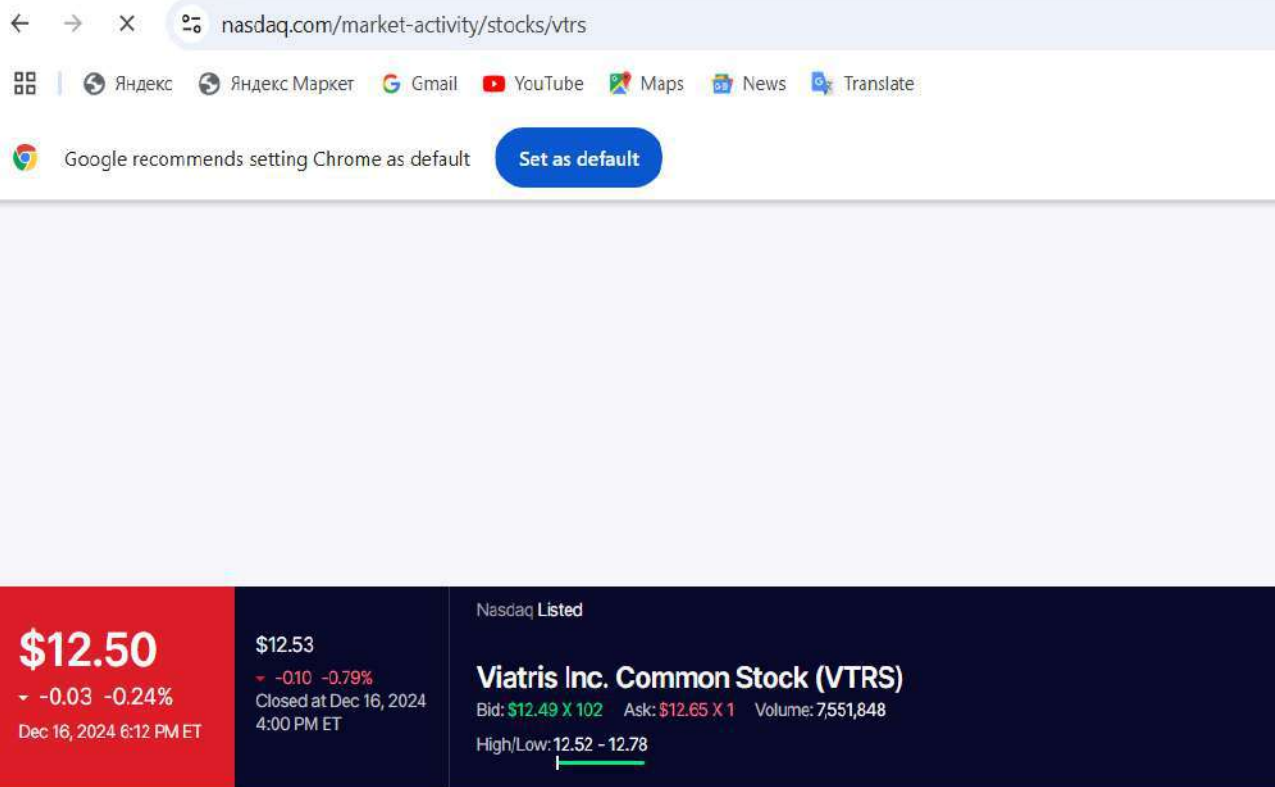 nasdaq.com/market-activity/stocks/vtrs
Яндекс Яндекс Маркет Gmail YouTube Maps News Translate
Google recommends setting Chrome as default Set as default
$12.50
-0.03 -0.24%
Dec 16, 2024 6:12 PM ET
$12.53
-0.10 -0.79%
Closed at Dec 16, 2024
4:00 PM ET
Nasdaq Listed
Viatris Inc. Common Stock (VTRS)
Bid: $12.49 X 102 Ask: $12.65 X 1 Volume: 7,551,848
High/Low: 12.52 - 12.78